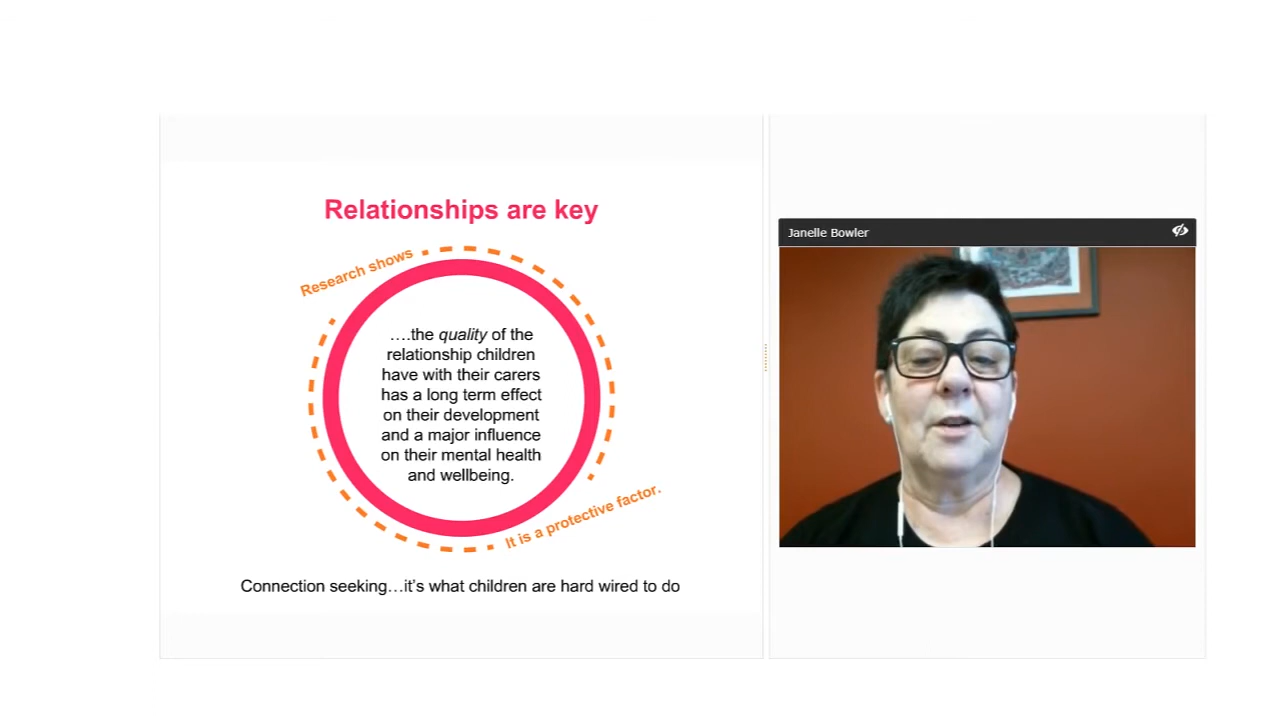 Relationships are key
Research shows
….the quality of the
relationship children
have with their carers
has a long term effect
on their development
and a major influence
on their mental health
and wellbeing.
It is a protective factor.
Connection seeking…it's what children are hard wired to do
Janelle Bowler